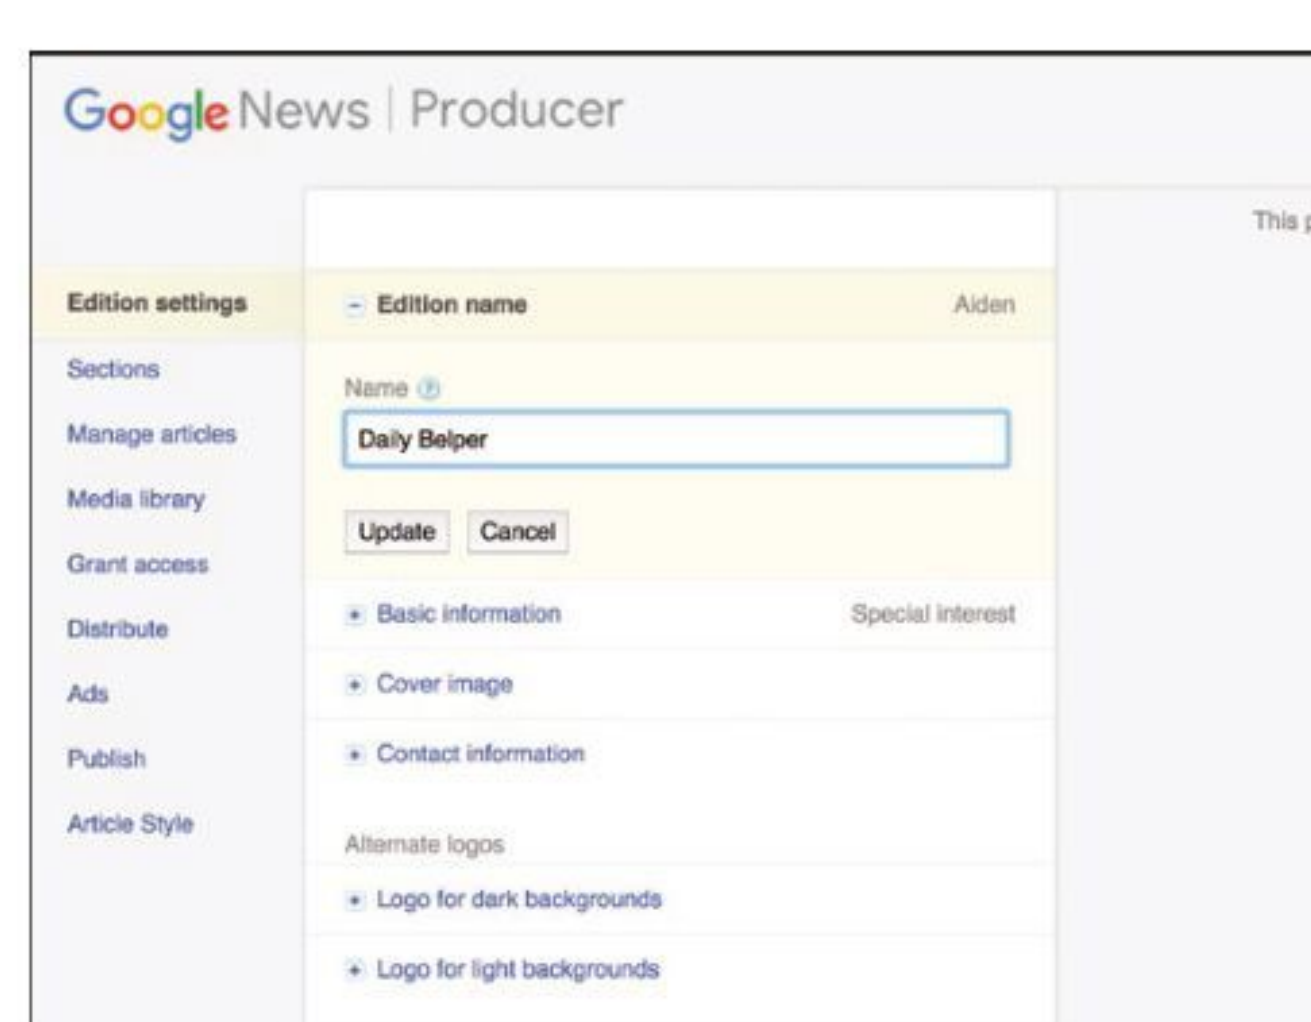 Google News | Producer
This p
Edition settings
Edition name
Aiden
Sections
Name ?
Manage articles
Daily Belper
Media library
Update
Cancel
Grant access
Basic information
Special interest
Distribute
Cover image
Ads
Contact information
Publish
Article Style
Alternate logos
Logo for dark backgrounds
Logo for light backgrounds